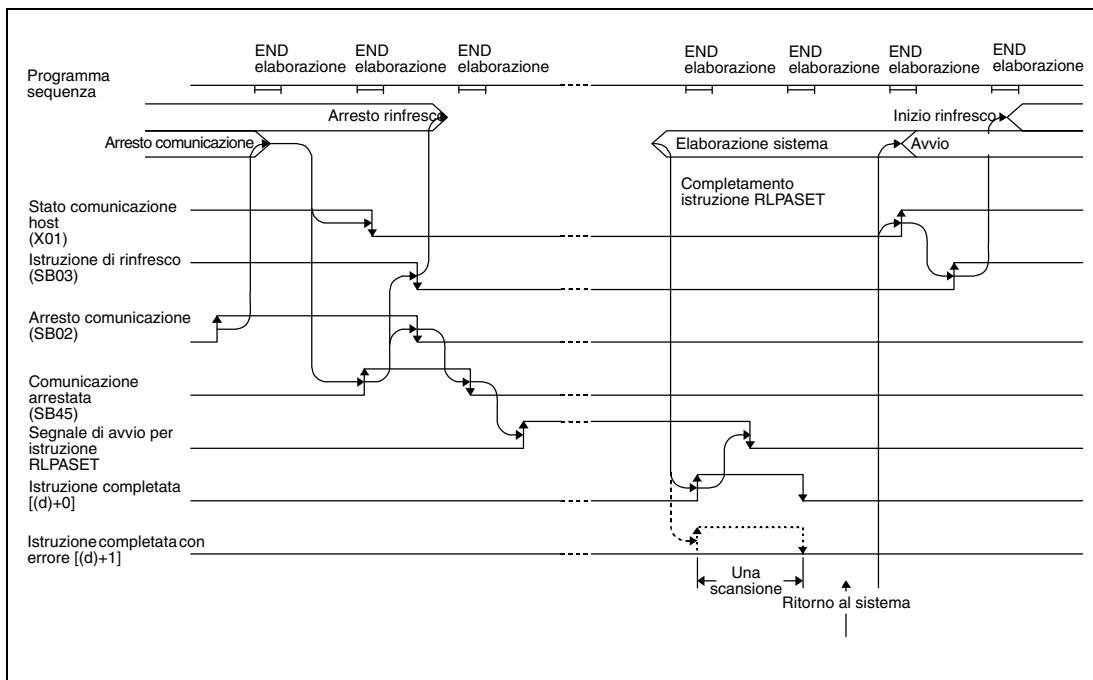 END
elaborazione
END
elaborazione
END
elaborazione
END
elaborazione
END
elaborazione
END
elaborazione
END
elaborazione
Programma
sequenza
Arresto rinfresco
Inizio rinfresco
Arresto comunicazione
Elaborazione sistema
Avvio
Completamento
istruzione RLPASET
Stato comunicazione
host
(X01)
Istruzione di rinfresco
(SB03)
Arresto comunicazione
(SB02)
Comunicazione
arrestata
(SB45)
Segnale di avvio per
istruzione
RLPASET
Istruzione completata
[(d)+0]
Istruzione completata con
errore [(d)+1]
Una
scansione
Ritorno al sistema